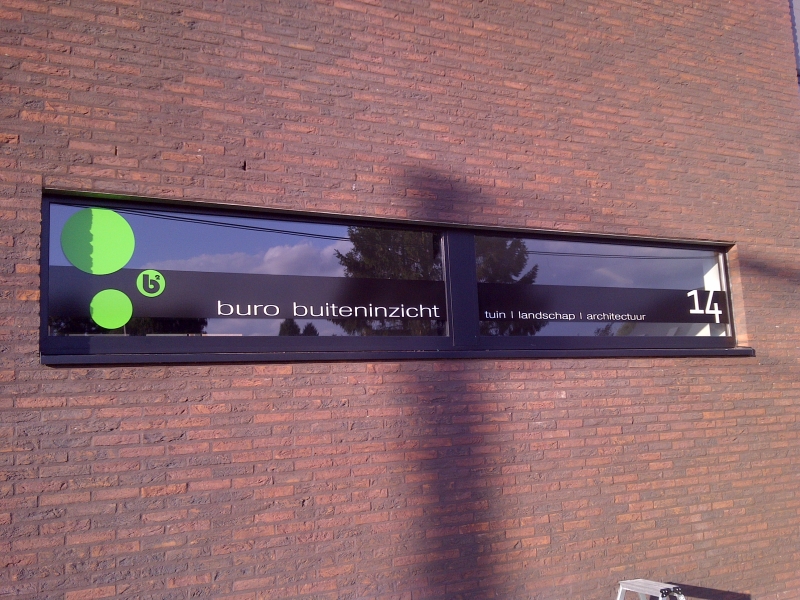 b²
buro buiteninzicht
tuin | landschap | architectuur
14